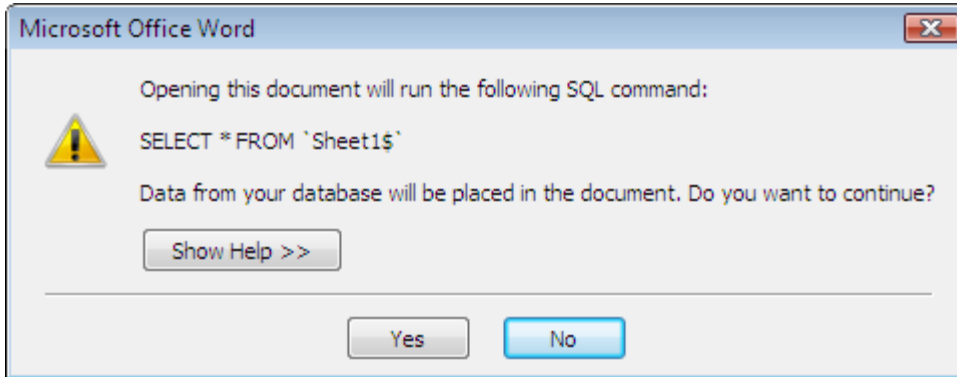 Microsoft Office Word
Opening this document will run the following SQL command:
SELECT * FROM `Sheet1$`
Data from your database will be placed in the document. Do you want to continue?
Show Help >>
Yes
No